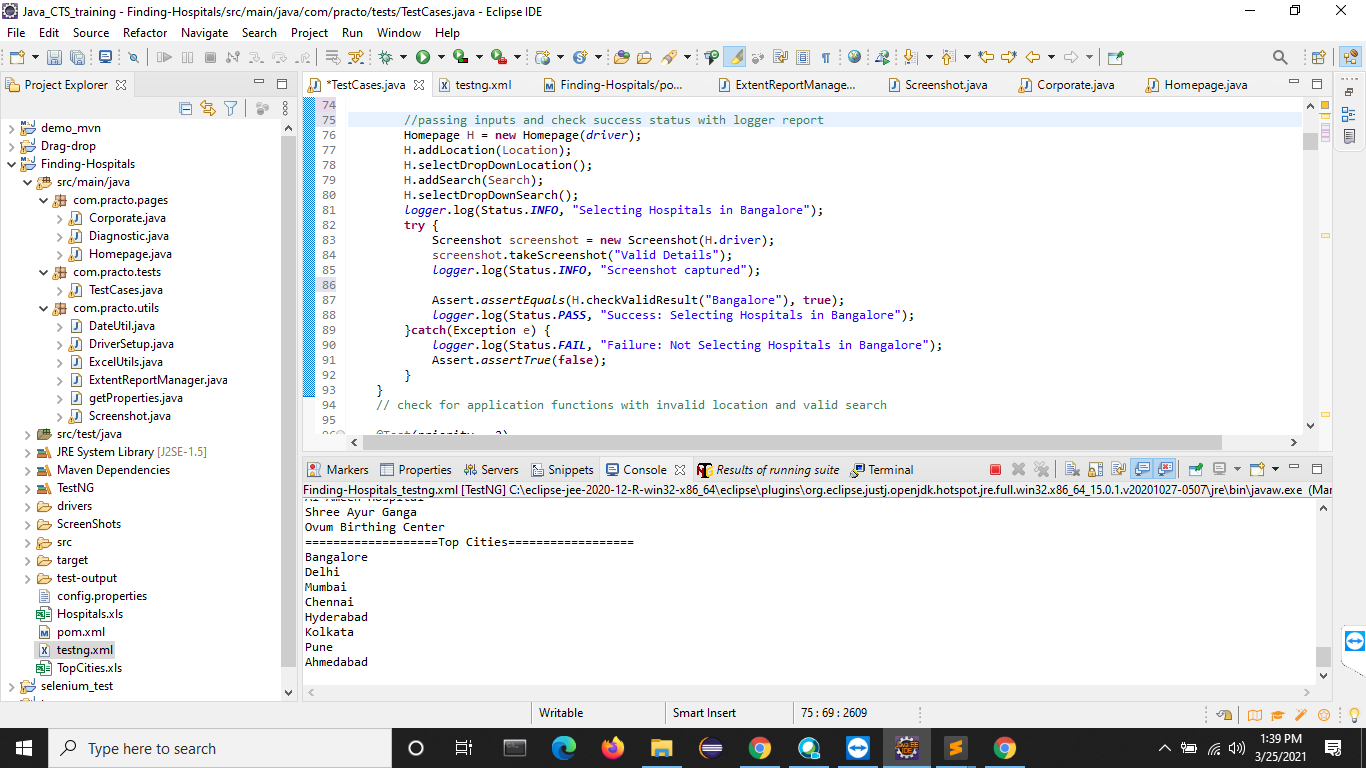 Java_CTS_training - Finding-Hospitals/src/main/java/com/practo/tests/TestCases.java - Eclipse IDE
File Edit Source Refactor Navigate Search Project Run Window Help
Project Explorer
demo_mvn
Drag-drop
Finding-Hospitals
src/main/java
com.practo.pages
Corporate.java
Diagnostic.java
Homepage.java
com.practo.tests
TestCases.java
com.practo.utils
DateUtil.java
DriverSetup.java
ExcelUtils.java
ExtentReportManager.java
getProperties.java
Screenshot.java
src/test/java
JRE System Library [J2SE-1.5]
Maven Dependencies
TestNG
drivers
ScreenShots
src
target
test-output
config.properties
Hospitals.xls
pom.xml
testng.xml
TopCities.xls
selenium_test
*TestCases.java testng.xml Finding-Hospitals/po... ExtentReportManage... Screenshot.java Corporate.java Homepage.java
74
75 //passing inputs and check success status with logger report
76 Homepage H = new Homepage(driver);
77 H.addLocation(Location);
78 H.selectDropDownLocation();
79 H.addSearch(Search);
80 H.selectDropDownSearch();
81 logger.log(Status.INFO, "Selecting Hospitals in Bangalore");
82 try {
83 Screenshot screenshot = new Screenshot(H.driver);
84 screenshot.takeScreenshot("Valid Details");
85 logger.log(Status.INFO, "Screenshot captured");
86
87 Assert.assertEquals(H.checkValidResult("Bangalore"), true);
88 logger.log(Status.PASS, "Success: Selecting Hospitals in Bangalore");
89 }catch(Exception e) {
90 logger.log(Status.FAIL, "Failure: Not Selecting Hospitals in Bangalore");
91 Assert.assertTrue(false);
92 }
93 }
94 // check for application functions with invalid location and valid search
95
Markers Properties Servers Snippets Console Results of running suite Terminal
Finding-Hospitals_testng.xml [TestNG] C:\eclipse-jee-2020-12-R-win32-x86_64\eclipse\plugins\org.eclipse.justj.openjdk.hotspot.jre.full.win32.x86_64_15.0.1.v20201027-0507\jre\bin\javaw.exe (Mar
Shree Ayur Ganga
Ovum Birthing Center
===================Top Cities==================
Bangalore
Delhi
Mumbai
Chennai
Hyderabad
Kolkata
Pune
Ahmedabad
Writable Smart Insert 75 : 69 : 2609
Type here to search
1:39 PM
3/25/2021